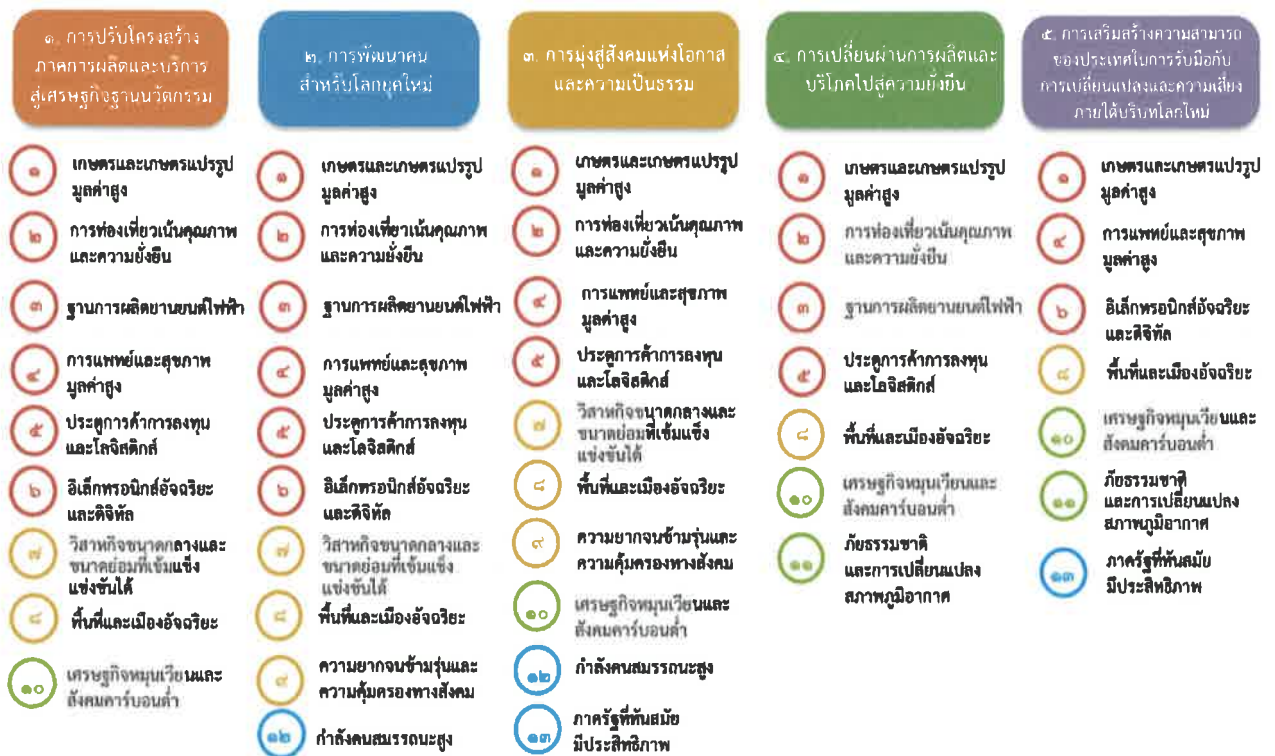 ๑. การปรับโครงสร้าง
ภาคการผลิตและบริการ
สู่เศรษฐกิจฐานนวัตกรรม
๑
เกษตรและเกษตรแปรรูป
มูลค่าสูง
๒
การท่องเที่ยวเน้นคุณภาพ
และความยั่งยืน
๓
ฐานการผลิตยานยนต์ไฟฟ้า
๔
การแพทย์และสุขภาพ
มูลค่าสูง
๕
ประตูการค้าการลงทุน
และโลจิสติกส์
๖
อิเล็กทรอนิกส์อัจฉริยะ
และดิจิทัล
๗
วิสาหกิจขนาดกลางและ
ขนาดย่อมที่เข้มแข็ง
แข่งขันได้
๘
พื้นที่และเมืองอัจฉริยะ
๑๐
เศรษฐกิจหมุนเวียนและ
สังคมคาร์บอนต่ำ
๒. การพัฒนาคน
สำหรับโลกยุคใหม่
๑
เกษตรและเกษตรแปรรูป
มูลค่าสูง
๒
การท่องเที่ยวเน้นคุณภาพ
และความยั่งยืน
๓
ฐานการผลิตยานยนต์ไฟฟ้า
๔
การแพทย์และสุขภาพ
มูลค่าสูง
๕
ประตูการค้าการลงทุน
และโลจิสติกส์
๖
อิเล็กทรอนิกส์อัจฉริยะ
และดิจิทัล
๗
วิสาหกิจขนาดกลางและ
ขนาดย่อมที่เข้มแข็ง
แข่งขันได้
๘
พื้นที่และเมืองอัจฉริยะ
๙
ความยากจนข้ามรุ่นและ
ความคุ้มครองทางสังคม
๑๒
กำลังคนสมรรถนะสูง
๓. การมุ่งสู่สังคมแห่งโอกาส
และความเป็นธรรม
๑
เกษตรและเกษตรแปรรูป
มูลค่าสูง
๒
การท่องเที่ยวเน้นคุณภาพ
และความยั่งยืน
๔
การแพทย์และสุขภาพ
มูลค่าสูง
๕
ประตูการค้าการลงทุน
และโลจิสติกส์
๗
วิสาหกิจขนาดกลางและ
ขนาดย่อมที่เข้มแข็ง
แข่งขันได้
๘
พื้นที่และเมืองอัจฉริยะ
๙
ความยากจนข้ามรุ่นและ
ความคุ้มครองทางสังคม
๑๐
เศรษฐกิจหมุนเวียนและ
สังคมคาร์บอนต่ำ
๑๒
กำลังคนสมรรถนะสูง
๑๓
ภาครัฐที่ทันสมัย
มีประสิทธิภาพ
๔. การเปลี่ยนผ่านการผลิตและ
บริโภคไปสู่ความยั่งยืน
๑
เกษตรและเกษตรแปรรูป
มูลค่าสูง
๒
การท่องเที่ยวเน้นคุณภาพ
และความยั่งยืน
๓
ฐานการผลิตยานยนต์ไฟฟ้า
๕
ประตูการค้าการลงทุน
และโลจิสติกส์
๘
พื้นที่และเมืองอัจฉริยะ
๑๐
เศรษฐกิจหมุนเวียนและ
สังคมคาร์บอนต่ำ
๑๑
ภัยธรรมชาติ
และการเปลี่ยนแปลง
สภาพภูมิอากาศ
๕. การเสริมสร้างความสามารถ
ของประเทศในการรับมือกับ
การเปลี่ยนแปลงและความเสี่ยง
ภายใต้บริบทโลกใหม่
๑
เกษตรและเกษตรแปรรูป
มูลค่าสูง
๔
การแพทย์และสุขภาพ
มูลค่าสูง
๖
อิเล็กทรอนิกส์อัจฉริยะ
และดิจิทัล
๘
พื้นที่และเมืองอัจฉริยะ
๑๐
เศรษฐกิจหมุนเวียนและ
สังคมคาร์บอนต่ำ
๑๑
ภัยธรรมชาติ
และการเปลี่ยนแปลง
สภาพภูมิอากาศ
๑๓
ภาครัฐที่ทันสมัย
มีประสิทธิภาพ